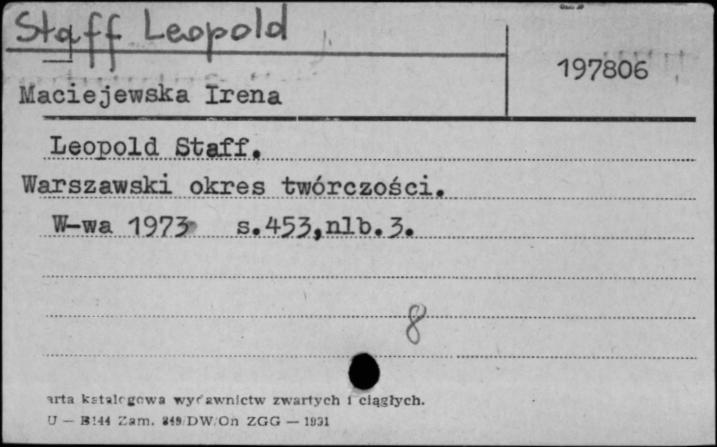 Staff Leopold
197806
Maciejewska Irena
Leopold Staff.
Warszawski okres twórczości.
W-wa 1973 s.453,nlb.3.
8
arta katalogowa wydawnictw zwartych i ciągłych.
U — B144 Zam. 849/DW/On ZGG — 1931